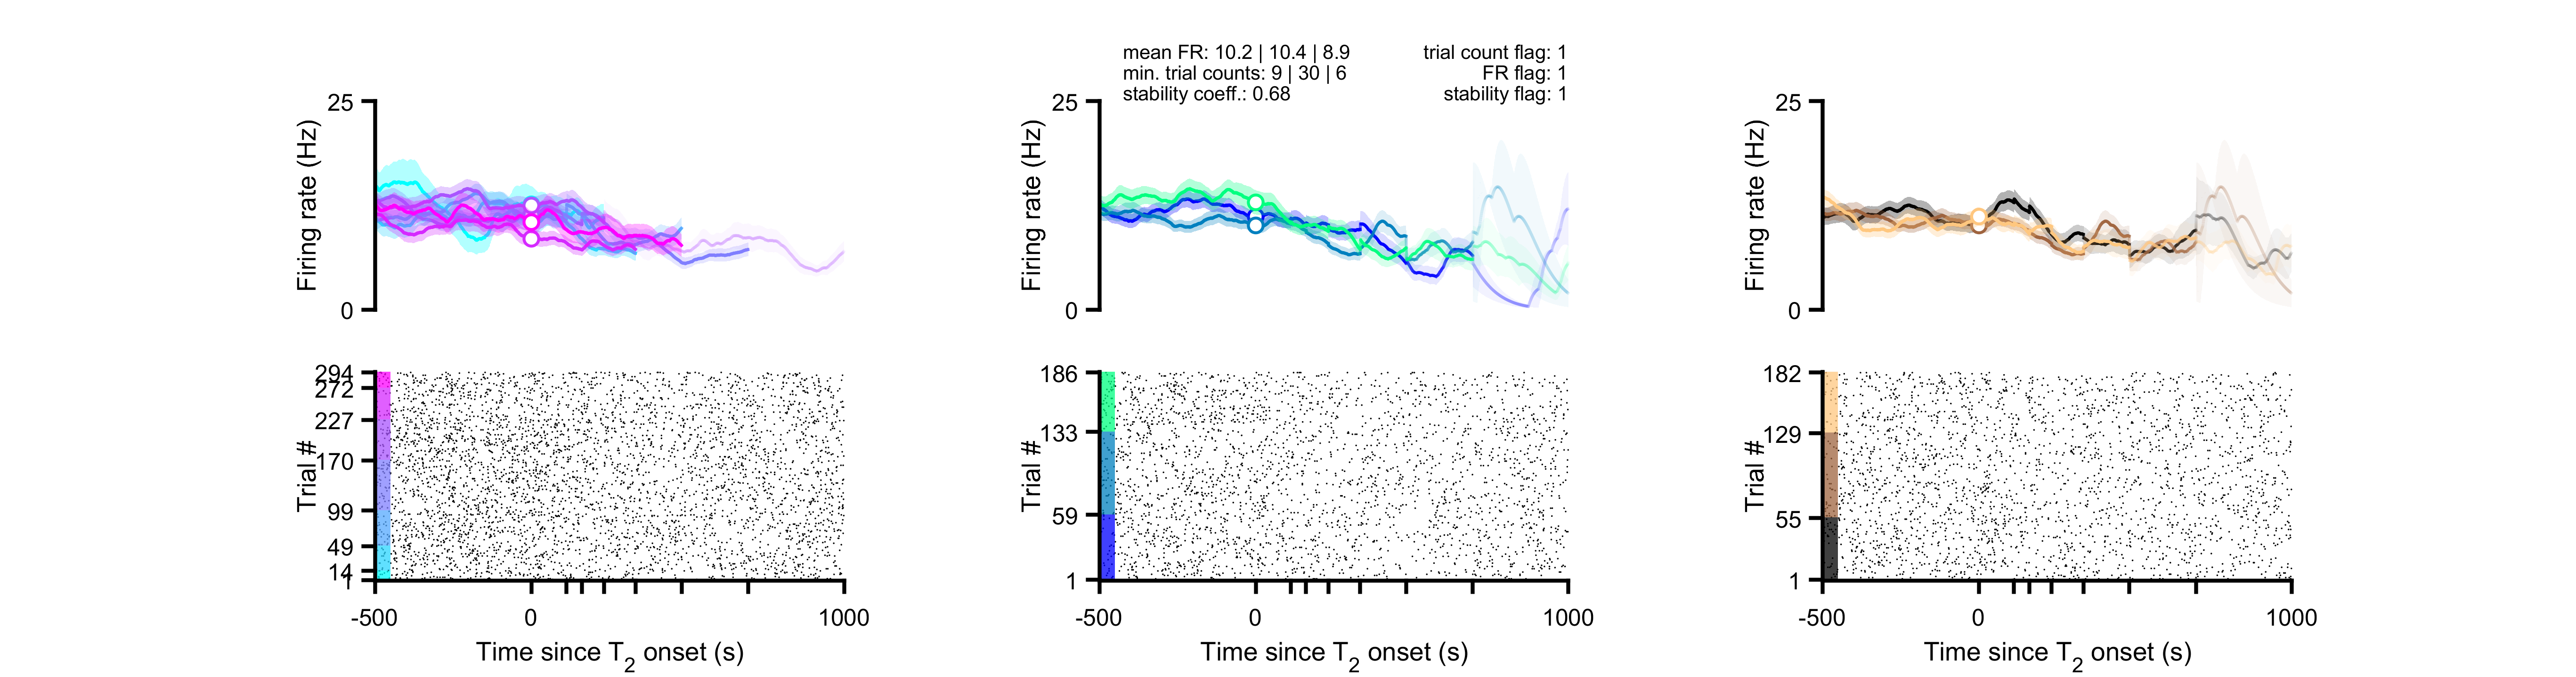 mean FR: 10.2 | 10.4 | 8.9
min. trial counts: 9 | 30 | 6
stability coeff.: 0.68
trial count flag: 1
FR flag: 1
stability flag: 1
25
Firing rate (Hz)
0
25
Firing rate (Hz)
0
25
Firing rate (Hz)
0
294
272
227
170
99
49
14
1
Trial #
-500
0
1000
Time since T2 onset (s)
186
133
59
1
Trial #
-500
0
1000
Time since T2 onset (s)
182
129
55
1
Trial #
-500
0
1000
Time since T2 onset (s)